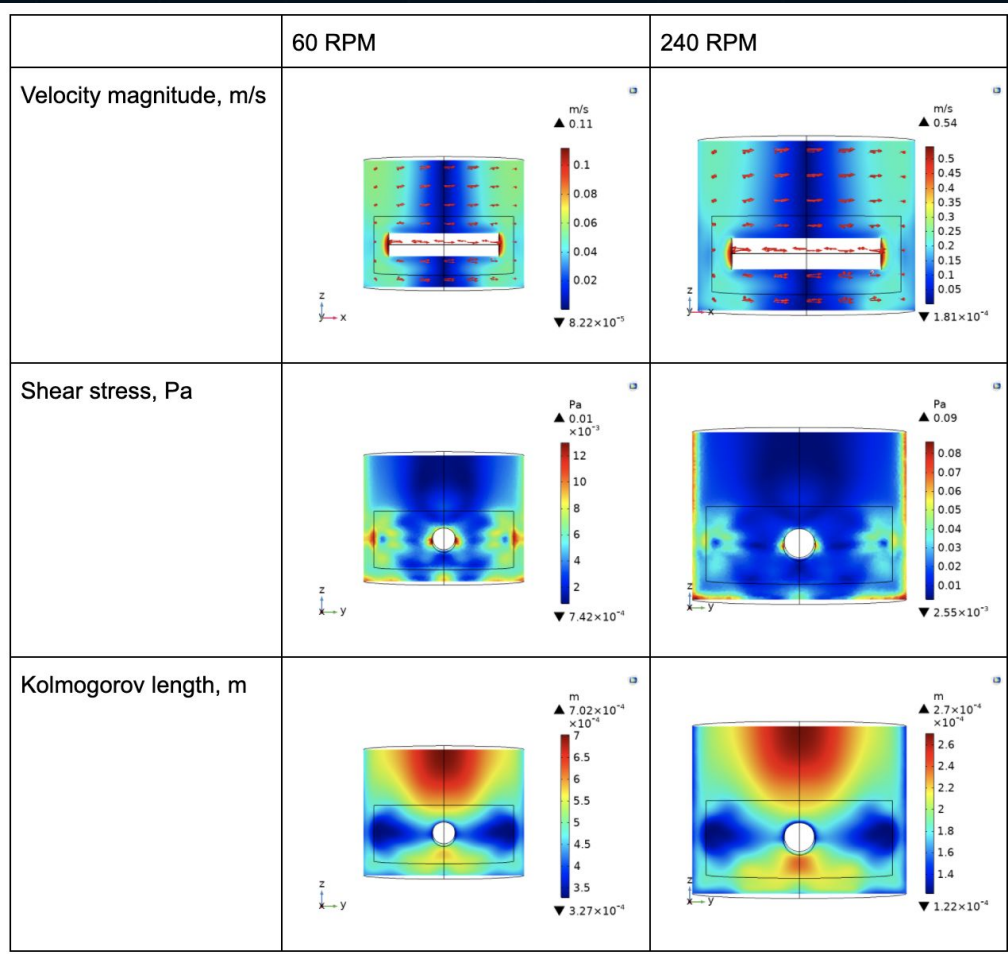 60 RPM
240 RPM
Velocity magnitude, m/s
m/s
▲ 0.11
0.1
0.08
0.06
0.04
0.02
▼ 8.22×10⁻⁵
z
y x
m/s
▲ 0.54
0.5
0.45
0.4
0.35
0.3
0.25
0.2
0.15
0.1
0.05
▼ 1.81×10⁻⁴
z
y x
Shear stress, Pa
Pa
▲ 0.01
×10⁻³
12
10
8
6
4
2
▼ 7.42×10⁻⁴
z
x y
Pa
▲ 0.09
0.08
0.07
0.06
0.05
0.04
0.03
0.02
0.01
▼ 2.55×10⁻³
z
x y
Kolmogorov length, m
m
▲ 7.02×10⁻⁴
×10⁻⁴
7
6.5
6
5.5
5
4.5
4
3.5
▼ 3.27×10⁻⁴
z
x y
m
▲ 2.7×10⁻⁴
×10⁻⁴
2.6
2.4
2.2
2
1.8
1.6
1.4
▼ 1.22×10⁻⁴
z
x y